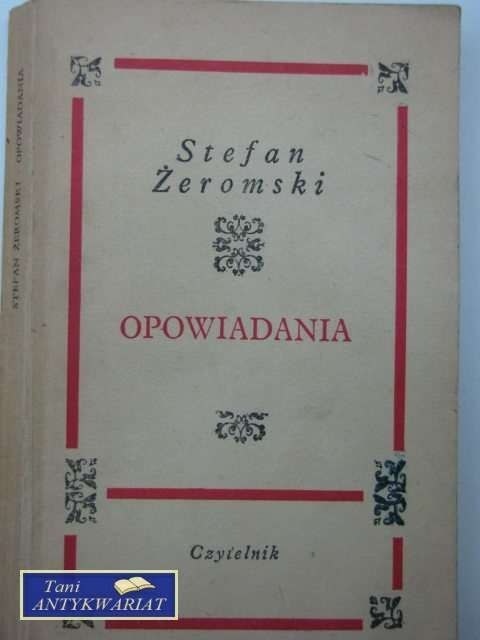 STEFAN ŻEROMSKI · OPOWIADANIA
Stefan
Żeromski
OPOWIADANIA
Czytelnik
Tani
ANTYKWARIAT